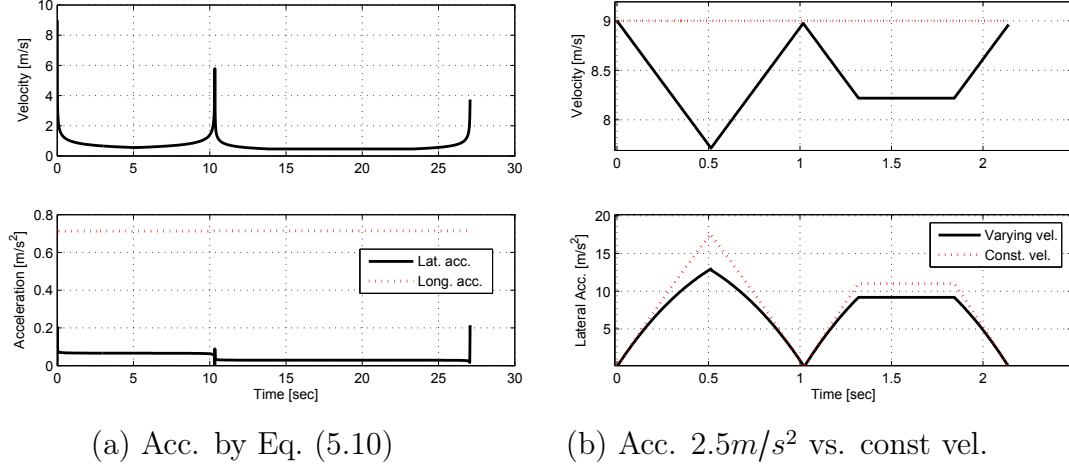 10
8
6
4
2
0
Velocity [m/s]
0 5 10 15 20 25 30
0.8
0.6
0.4
0.2
0
Acceleration [m/s²]
Lat. acc.
Long. acc.
0 5 10 15 20 25 30
Time [sec]
(a) Acc. by Eq. (5.10)
9
8.5
8
Velocity [m/s]
0 0.5 1 1.5 2
20
15
10
5
Lateral Acc. [m/s²]
Varying vel.
Const. vel.
0 0.5 1 1.5 2
Time [sec]
(b) Acc. 2.5m/s² vs. const vel.